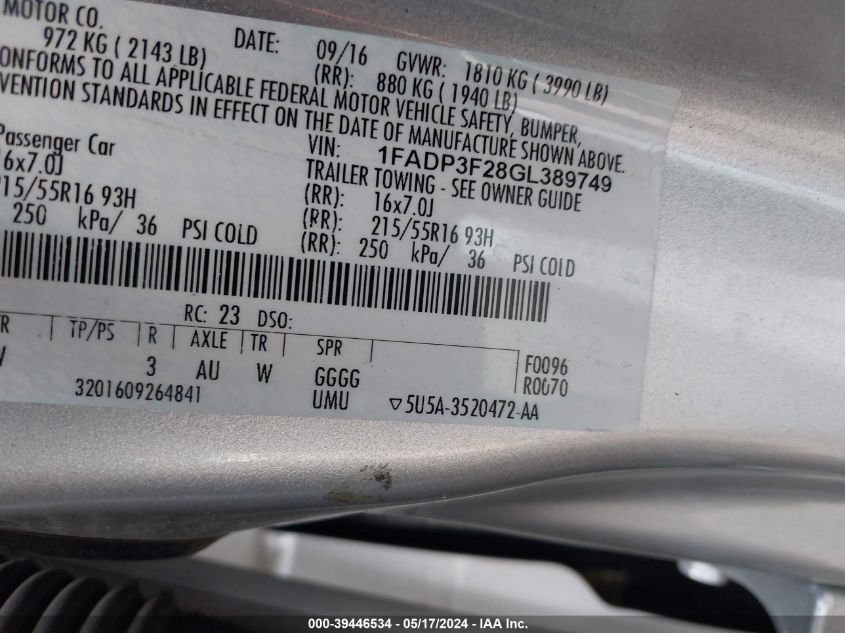 MOTOR CO.
DATE: 09/16 GVWR: 1810 KG ( 3990 LB)
972 KG ( 2143 LB) (RR): 880 KG ( 1940 LB)
ONFORMS TO ALL APPLICABLE FEDERAL MOTOR VEHICLE SAFETY, BUMPER,
VENTION STANDARDS IN EFFECT ON THE DATE OF MANUFACTURE SHOWN ABOVE.
VIN: 1FADP3F28GL389749
Passenger Car TRAILER TOWING - SEE OWNER GUIDE
16x7.0J (RR): 16x7.0J
215/55R16 93H (RR): 215/55R16 93H
250 kPa/ 36 PSI COLD (RR): 250 kPa/ 36 PSI COLD
RC: 23 DSO:
TR TP/PS R AXLE TR SPR
3 AU W GGGG F0096
3201609264841 UMU R0070
▽5U5A-3520472-AA
000-39446534 - 05/17/2024 - IAA Inc.